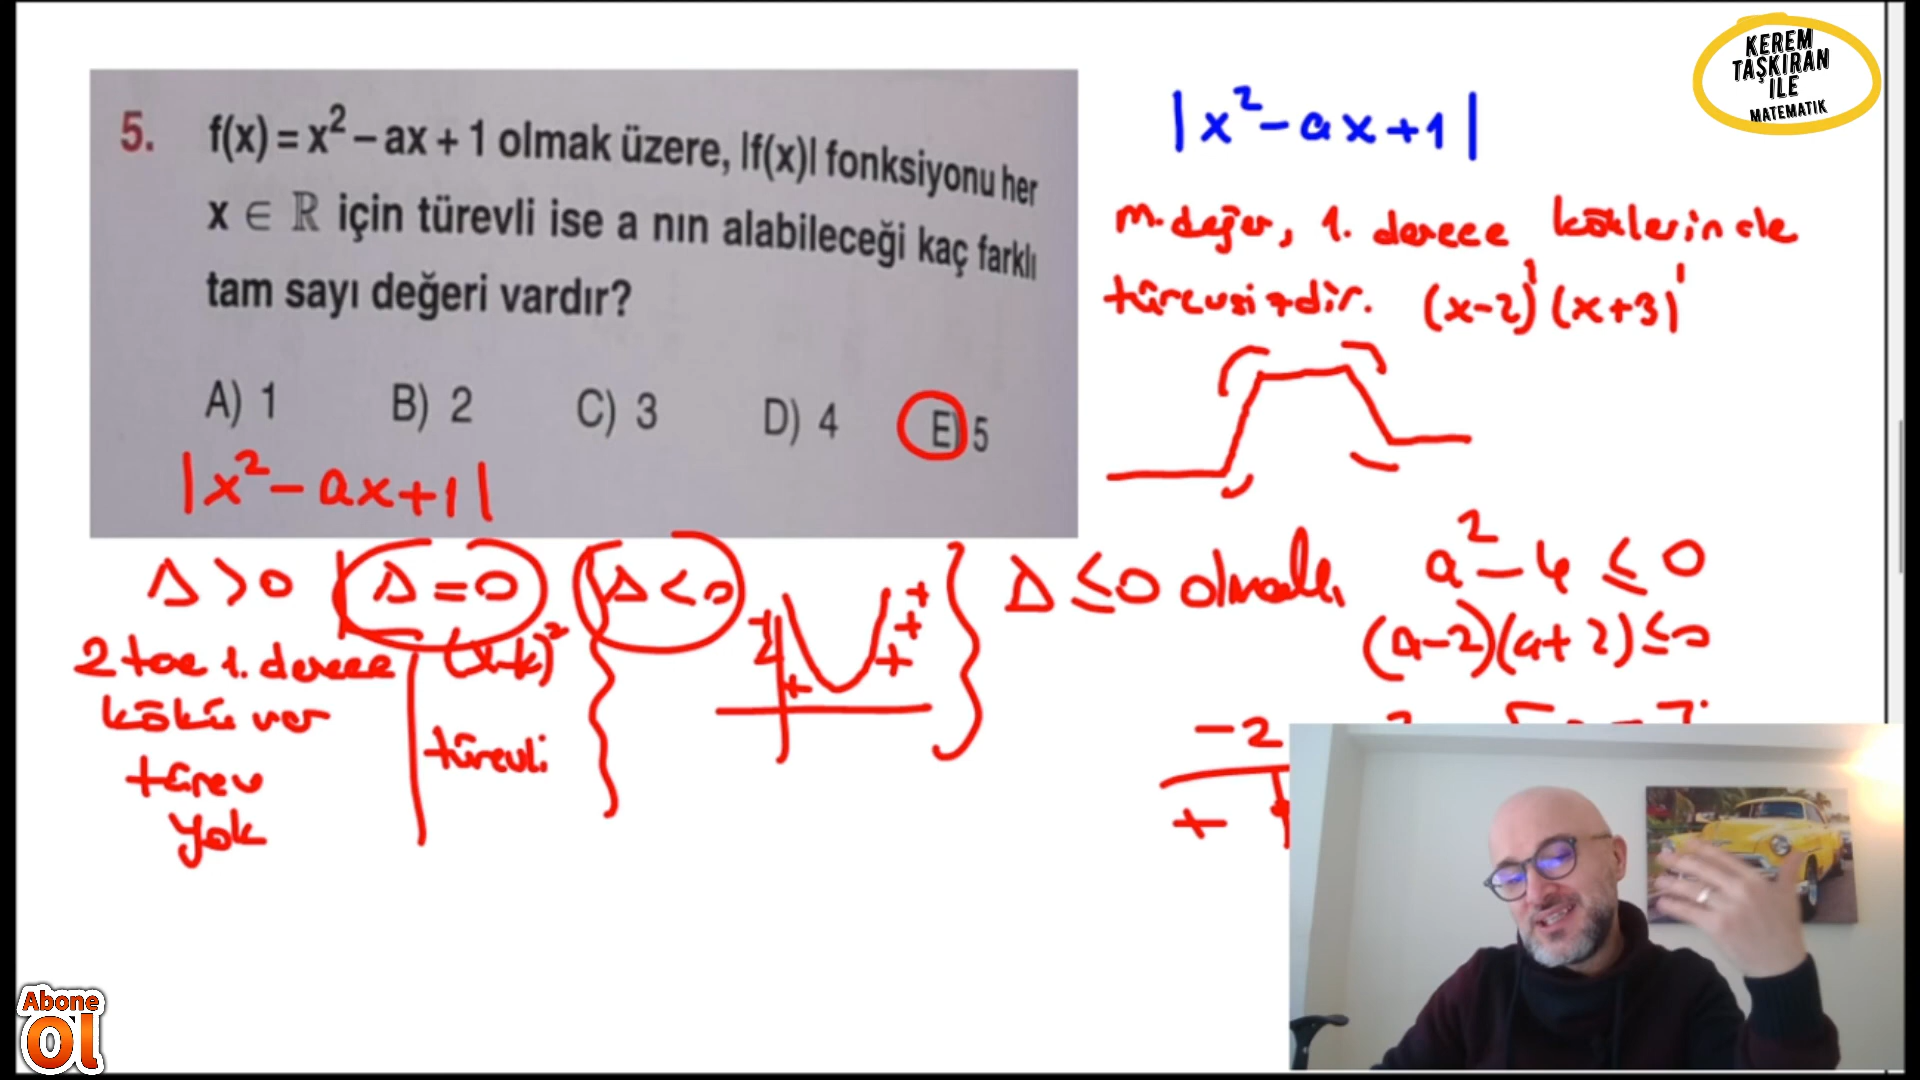 KEREM
TAŞKIRAN
İLE
MATEMATIK
5. f(x) = x² – ax + 1 olmak üzere, |f(x)| fonksiyonu her
x ∈ ℝ için türevli ise a nın alabileceği kaç farklı
tam sayı değeri vardır?
A) 1 B) 2 C) 3 D) 4 E) 5
|x²-ax+1|
|x²-ax+1|
m. değer, 1. derece köklerinde
türevsizdir. (x-2)¹ (x+3)¹
Δ>0 Δ=0 Δ<0
2 tae 1. derece
kökü var
türev
yok
(x-k)²
türevli
+ + + +
Δ≤0 olmalı
a²-4≤0
(a-2)(a+2)≤0
-2
+
Abone
Ol